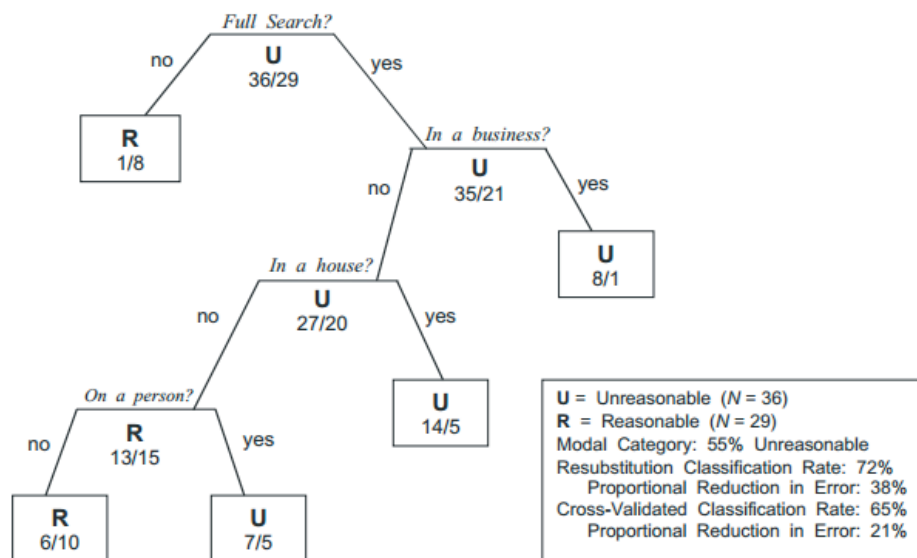 Full Search?
no
U
36/29
yes
R
1/8
In a business?
no
U
35/21
yes
U
8/1
In a house?
no
U
27/20
yes
U
14/5
On a person?
no
R
13/15
yes
R
6/10
U
7/5
U = Unreasonable (N = 36)
R = Reasonable (N = 29)
Modal Category: 55% Unreasonable
Resubstitution Classification Rate: 72%
Proportional Reduction in Error: 38%
Cross-Validated Classification Rate: 65%
Proportional Reduction in Error: 21%